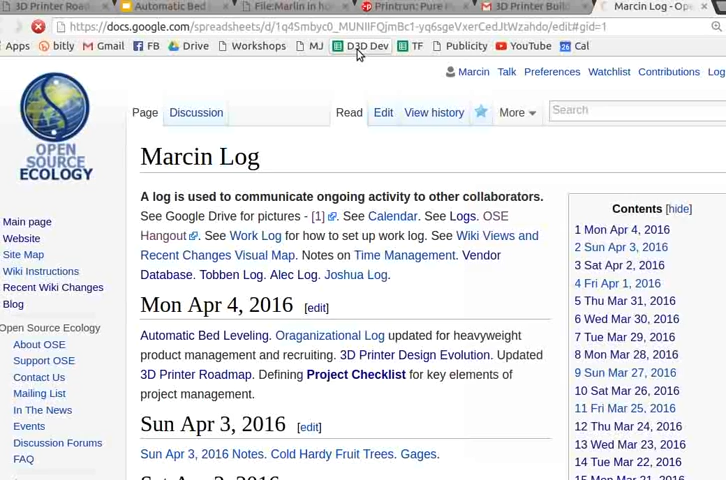 3D Printer Roa
Automatic Bed
File:Marlin in ho
Printrun: Pure py
3D Printer Build
Marcin Log - Ope
https://docs.google.com/spreadsheets/d/1q45mbyc0_MUNIIFQjmBc1-yq6sgeVxerCedJtWzahdo/edit#gid=1
Apps bitly Gmail FB Drive Workshops MJ D3D Dev TF Publicity YouTube Cal
Marcin Talk Preferences Watchlist Contributions Log
Page Discussion Read Edit View history More Search
OPEN
SOURCE
ECOLOGY
Main page
Website
Site Map
Wiki Instructions
Recent Wiki Changes
Blog
Open Source Ecology
About OSE
Support OSE
Contact Us
Mailing List
In The News
Events
Discussion Forums
FAQ
Marcin Log
A log is used to communicate ongoing activity to other collaborators.
See Google Drive for pictures - [1]. See Calendar. See Logs. OSE
Hangout. See Work Log for how to set up work log. See Wiki Views and
Recent Changes Visual Map. Notes on Time Management. Vendor
Database. Tobben Log. Alec Log. Joshua Log.
Mon Apr 4, 2016 [edit]
Automatic Bed Leveling. Oraganizational Log updated for heavyweight
product management and recruiting. 3D Printer Design Evolution. Updated
3D Printer Roadmap. Defining Project Checklist for key elements of
project management.
Sun Apr 3, 2016 [edit]
Sun Apr 3, 2016 Notes. Cold Hardy Fruit Trees. Gages.
Contents [hide]
1 Mon Apr 4, 2016
2 Sun Apr 3, 2016
3 Sat Apr 2, 2016
4 Fri Apr 1, 2016
5 Thu Mar 31, 2016
6 Wed Mar 30, 2016
7 Tue Mar 29, 2016
8 Mon Mar 28, 2016
9 Sun Mar 27, 2016
10 Sat Mar 26, 2016
11 Fri Mar 25, 2016
12 Thu Mar 24, 2016
13 Wed Mar 23, 2016
14 Tue Mar 22, 2016